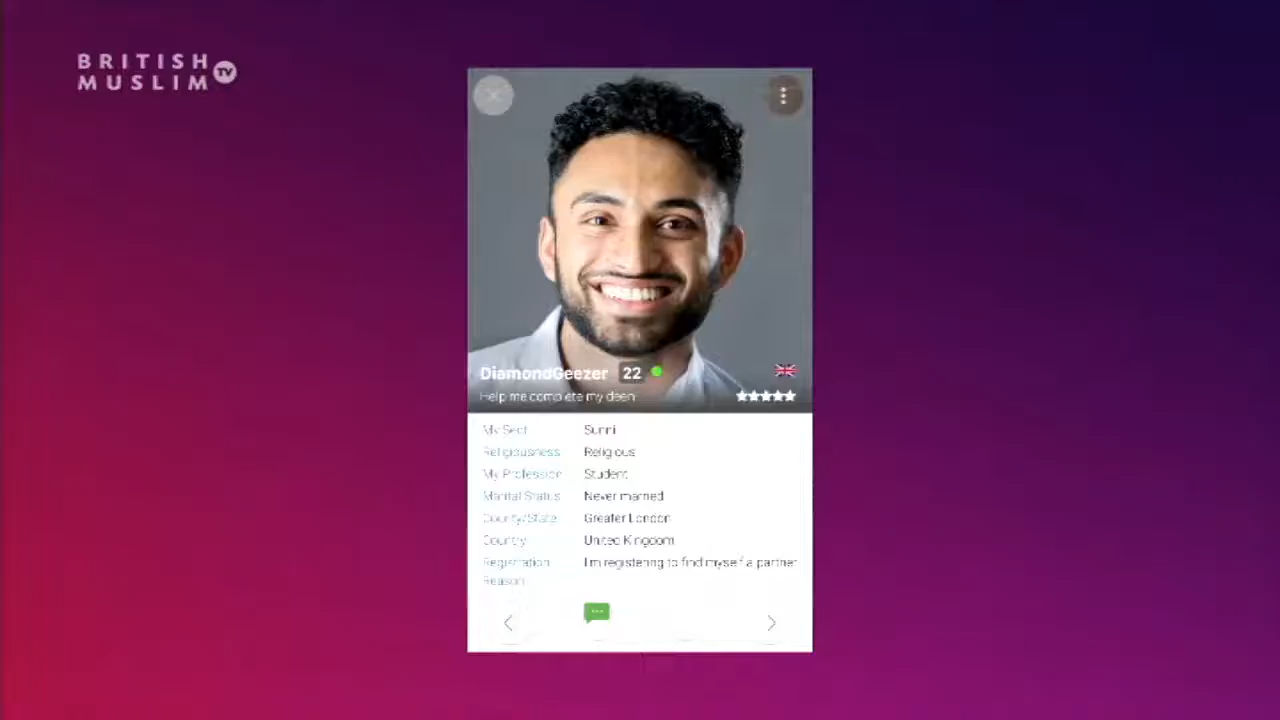 BRITISH
MUSLIM TV
DiamondGeezer 22
Help me complete my deen
My Sect Sunni
Religiousness Religious
My Profession Student
Marital Status Never married
County/State Greater London
Country United Kingdom
Registration I'm registering to find myself a partner
Reason